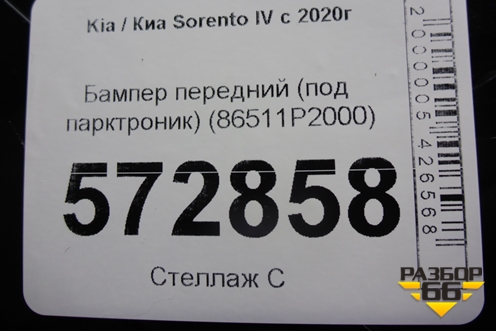 Kia / Киа Sorento IV с 2020г
Бампер передний (под
парктроник) (86511P2000)
572858
Стеллаж С
2000005426568
РАЗБОР
66